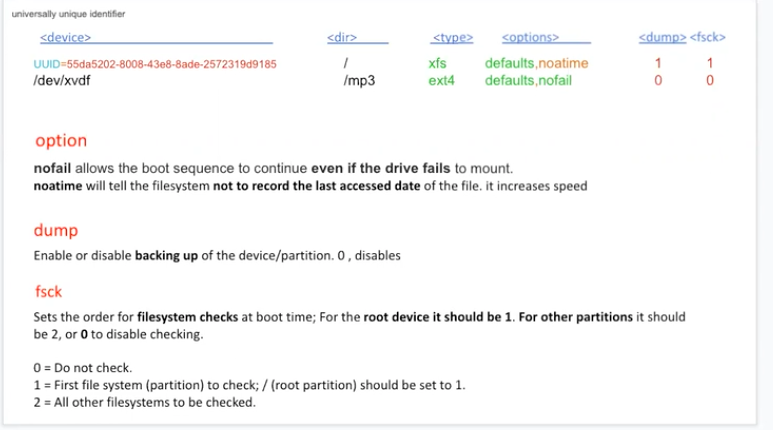 universally unique identifier
<device> <dir> <type> <options> <dump> <fsck>
UUID=55da5202-8008-43e8-8ade-2572319d9185 / xfs defaults,noatime 1 1
/dev/xvdf /mp3 ext4 defaults,nofail 0 0
option
nofail allows the boot sequence to continue even if the drive fails to mount.
noatime will tell the filesystem not to record the last accessed date of the file. it increases speed
dump
Enable or disable backing up of the device/partition. 0 , disables
fsck
Sets the order for filesystem checks at boot time; For the root device it should be 1. For other partitions it should
be 2, or 0 to disable checking.
0 = Do not check.
1 = First file system (partition) to check; / (root partition) should be set to 1.
2 = All other filesystems to be checked.